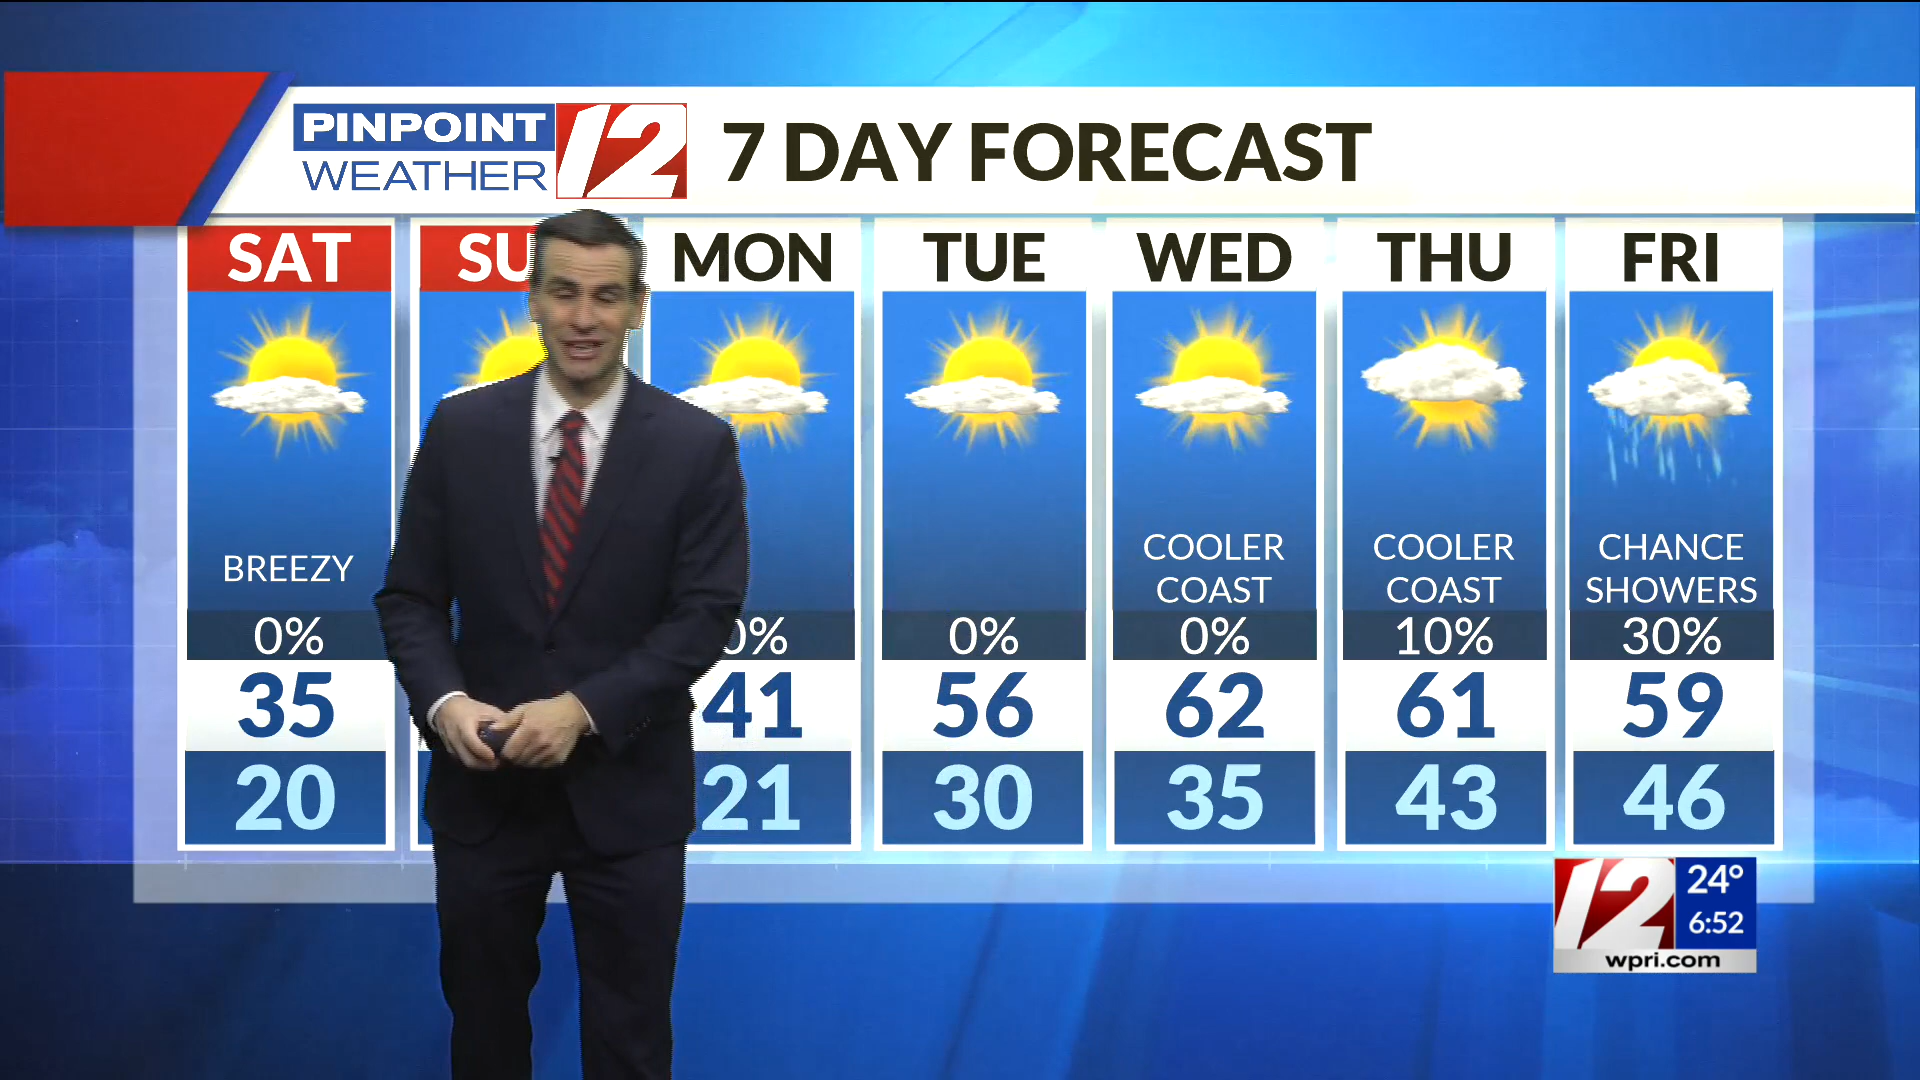 PINPOINT
WEATHER
12
7 DAY FORECAST
SAT
SU
MON
TUE
WED
THU
FRI
BREEZY
COOLER
COAST
COOLER
COAST
CHANCE
SHOWERS
0%
0%
0%
0%
10%
30%
35
41
56
62
61
59
20
21
30
35
43
46
12
24°
6:52
wpri.com